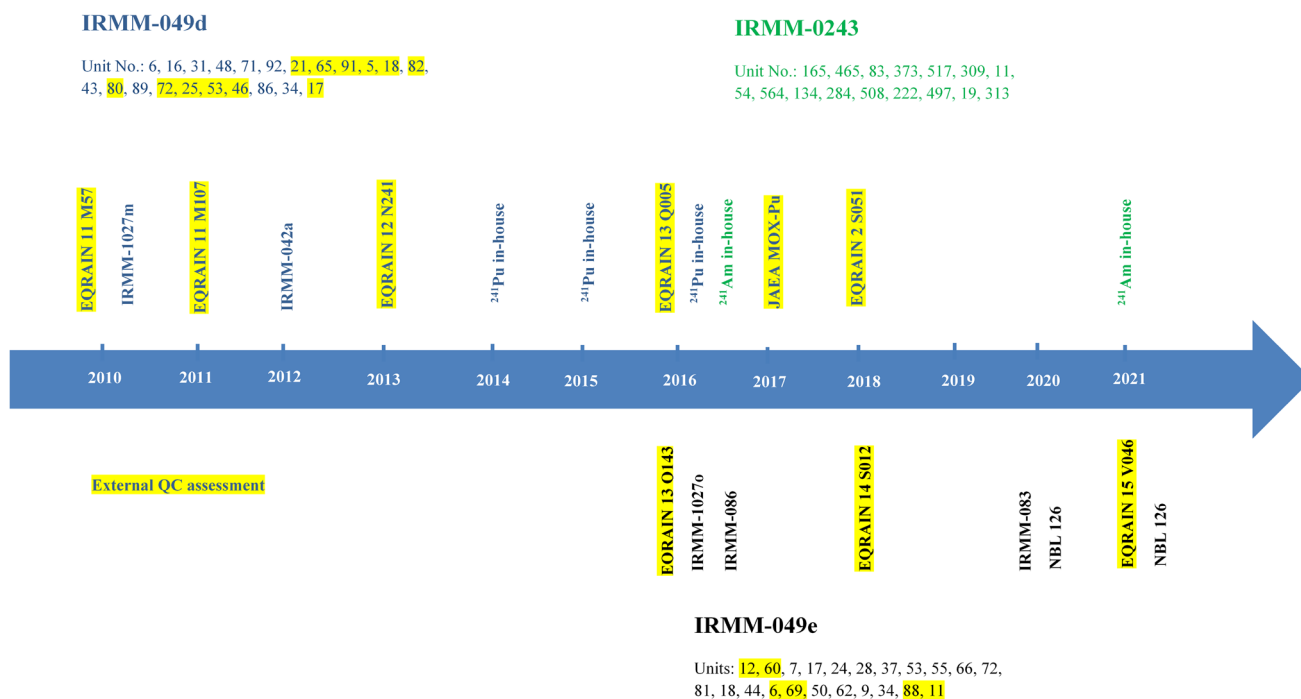 IRMM-049d
Unit No.: 6, 16, 31, 48, 71, 92, 21, 65, 91, 5, 18, 82,
43, 80, 89, 72, 25, 53, 46, 86, 34, 17
IRMM-0243
Unit No.: 165, 465, 83, 373, 517, 309, 11,
54, 564, 134, 284, 508, 222, 497, 19, 313
EQRAIN 11 M57
IRMM-1027m
EQRAIN 11 M107
IRMM-042a
EQRAIN 12 N241
²⁴¹Pu in-house
²⁴¹Pu in-house
EQRAIN 13 Q005
²⁴¹Pu in-house
²⁴¹Am in-house
JAEA MOX-Pu
EQRAIN 2 S051
²⁴¹Am in-house
2010
2011
2012
2013
2014
2015
2016
2017
2018
2019
2020
2021
External QC assessment
EORAIN 13 O143
IRMM-1027o
IRMM-086
EQRAIN 14 S012
IRMM-083
NBL 126
EQRAIN 15 V046
NBL 126
IRMM-049e
Units: 12, 60, 7, 17, 24, 28, 37, 53, 55, 66, 72,
81, 18, 44, 6, 69, 50, 62, 9, 34, 88, 11